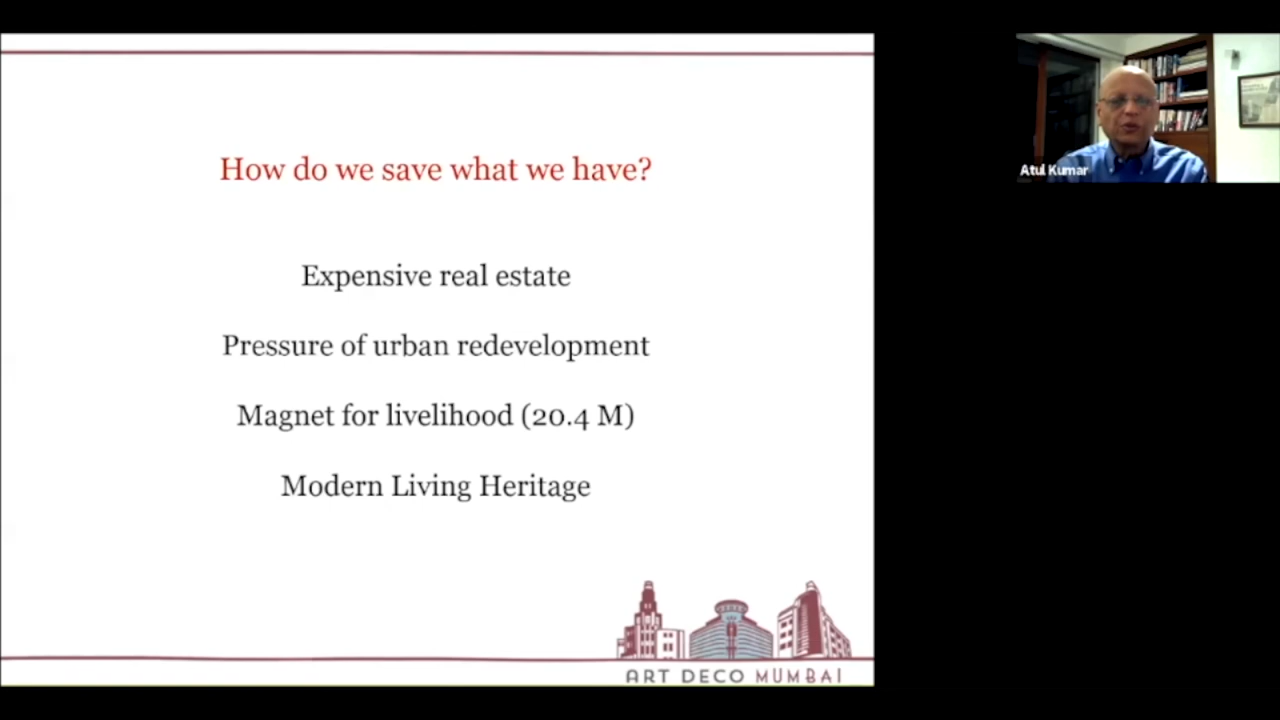 How do we save what we have?
Expensive real estate
Pressure of urban redevelopment
Magnet for livelihood (20.4 M)
Modern Living Heritage
ART DECO MUMBAI
Atul Kumar